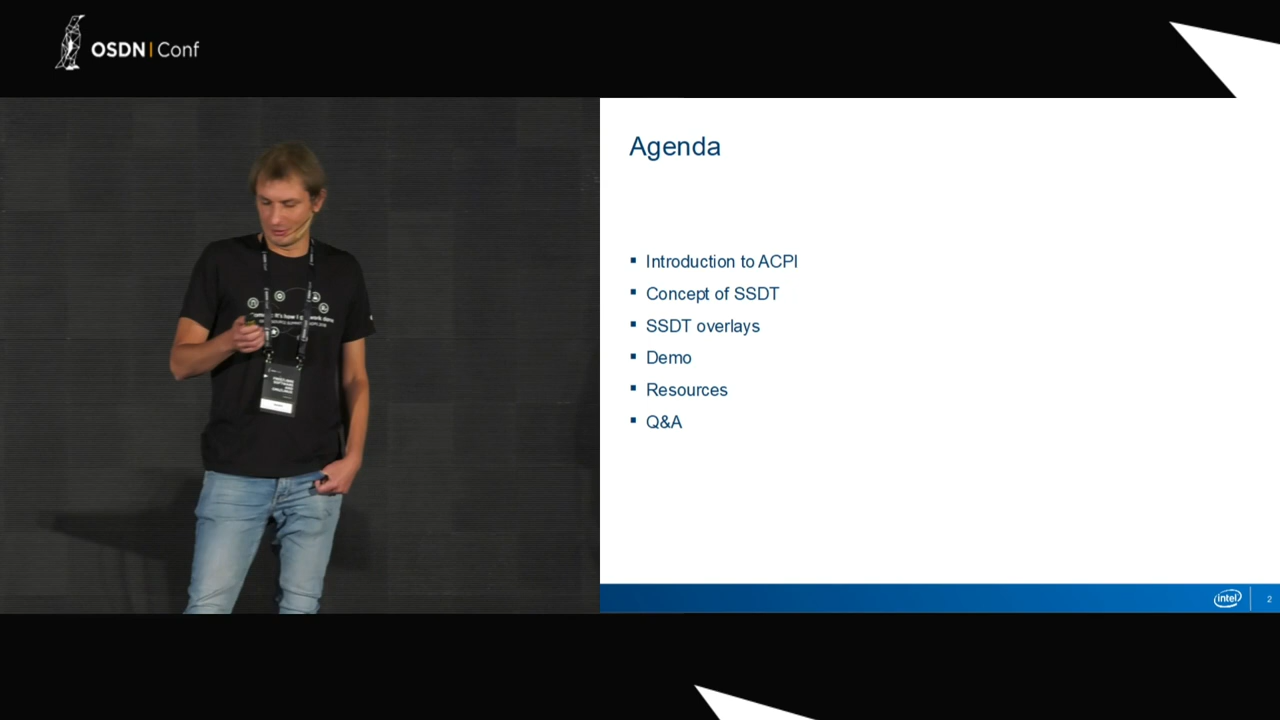 OSDN | Conf
Agenda
▪ Introduction to ACPI
▪ Concept of SSDT
▪ SSDT overlays
▪ Demo
▪ Resources
▪ Q&A
intel
2